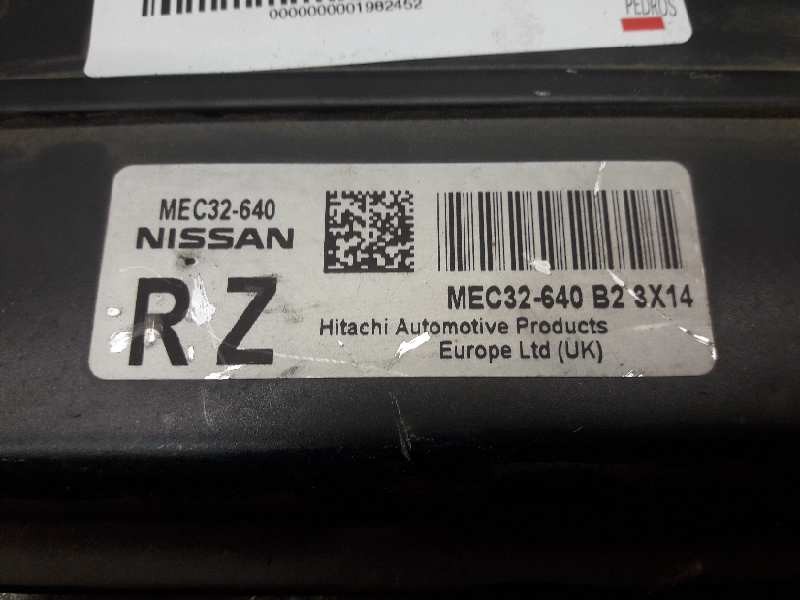 0000000001982452
PEDROS
MEC32-640
NISSAN
RZ
MEC32-640 B2 3X14
Hitachi Automotive Products
Europe Ltd (UK)